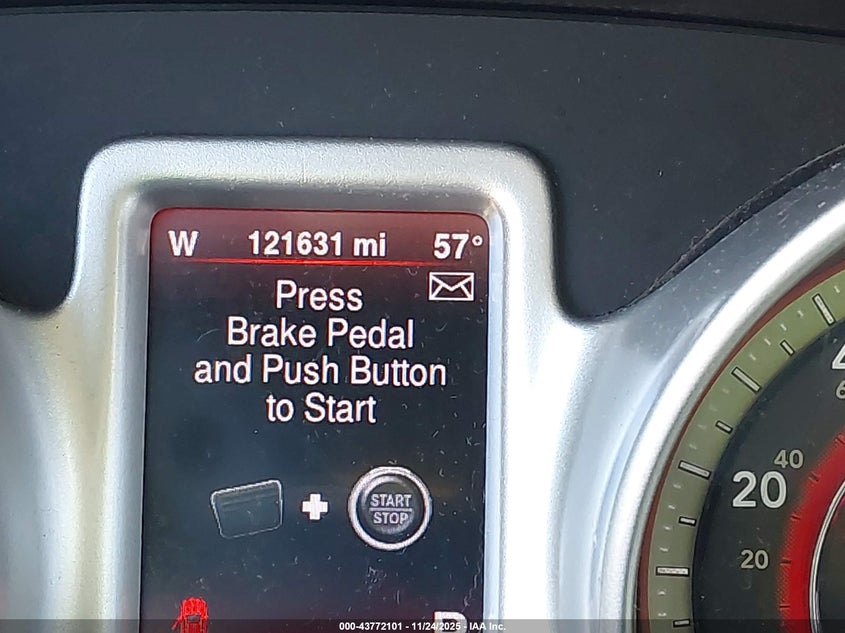 W 121631 mi 57°
Press
Brake Pedal
and Push Button
to Start
START
STOP
40
20
20
000-43772101 - 11/24/2025 - IAA Inc.